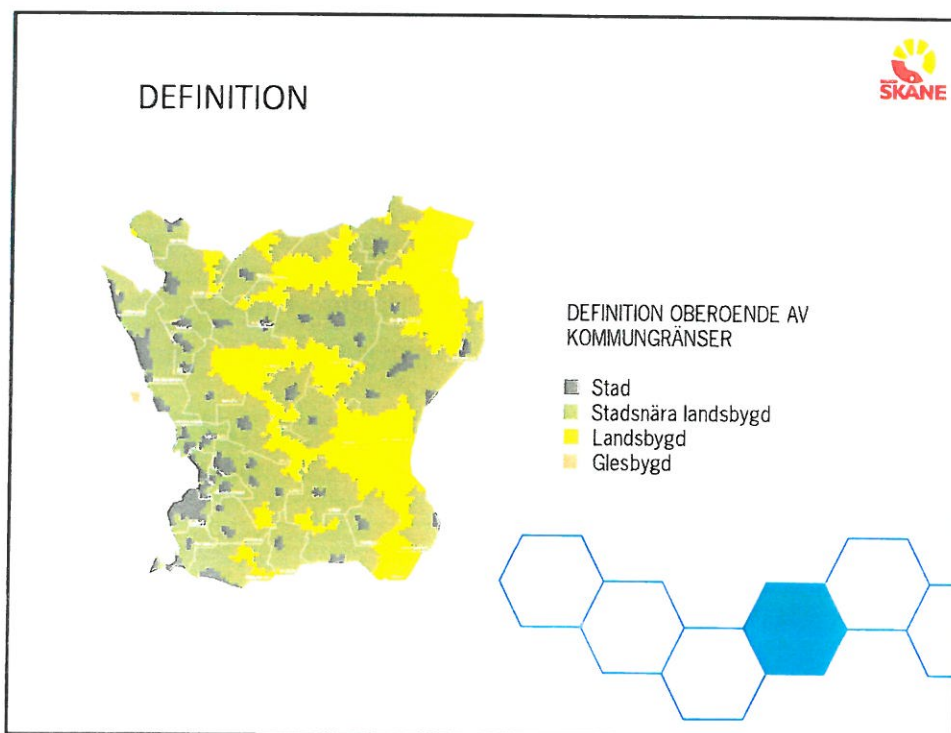 DEFINITION
SKÅNE
DEFINITION OBEROENDE AV
KOMMUNGRÄNSER
Stad
Stadsnära landsbygd
Landsbygd
Glesbygd